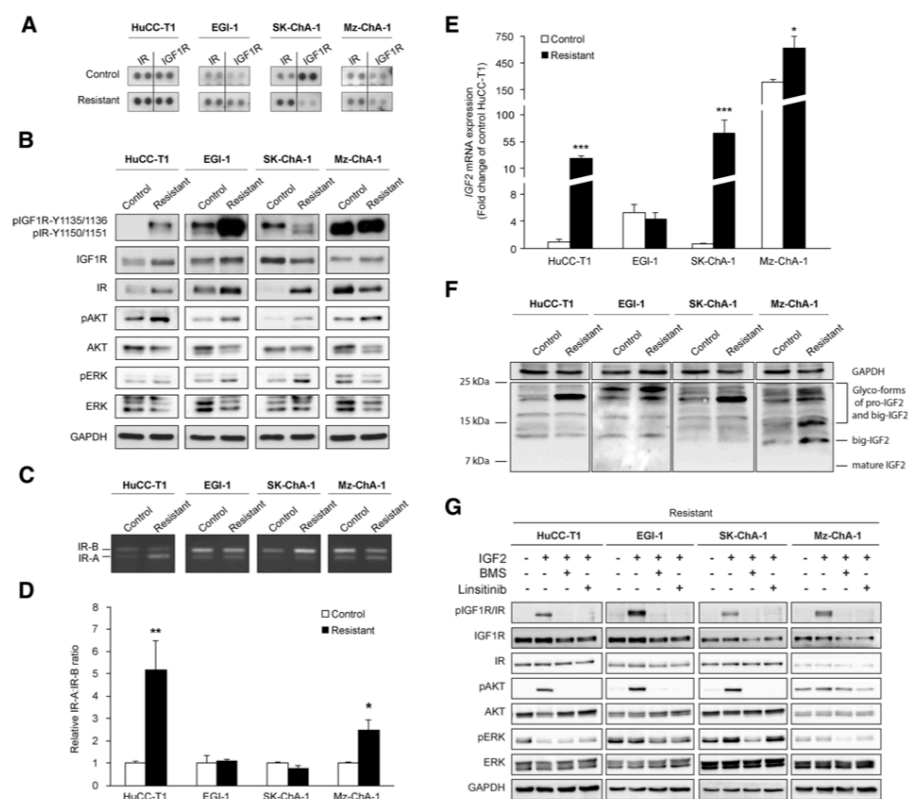 A
HuCC-T1 EGI-1 SK-ChA-1 Mz-ChA-1
IR IGF1R IR IGF1R IR IGF1R IR IGF1R
Control
Resistant
B
HuCC-T1 EGI-1 SK-ChA-1 Mz-ChA-1
Control Resistant Control Resistant Control Resistant Control Resistant
pIGF1R-Y1135/1136
pIR-Y1150/1151
IGF1R
IR
pAKT
AKT
pERK
ERK
GAPDH
C
HuCC-T1 EGI-1 SK-ChA-1 Mz-ChA-1
Control Resistant Control Resistant Control Resistant Control Resistant
IR-B
IR-A
D
Relative IR-A:IR-B ratio
8
7
6
5
4
3
2
1
0
Control
Resistant
**
*
HuCC-T1 EGI-1 SK-ChA-1 Mz-ChA-1
E
IGF2 mRNA expression
(Fold change of control HuCC-T1)
750
450
150
100
55
10
8
4
0
Control
Resistant
***
***
*
HuCC-T1 EGI-1 SK-ChA-1 Mz-ChA-1
F
HuCC-T1 EGI-1 SK-ChA-1 Mz-ChA-1
Control Resistant Control Resistant Control Resistant Control Resistant
GAPDH
25 kDa
15 kDa
7 kDa
Glyco-forms
of pro-IGF2
and big-IGF2
big-IGF2
mature IGF2
G
Resistant
HuCC-T1 EGI-1 SK-ChA-1 Mz-ChA-1
IGF2 - + + + - + + + - + + + - + + +
BMS - - + - - - + - - - + - - - + -
Linsitinib - - - + - - - + - - - + - - - +
pIGF1R/IR
IGF1R
IR
pAKT
AKT
pERK
ERK
GAPDH